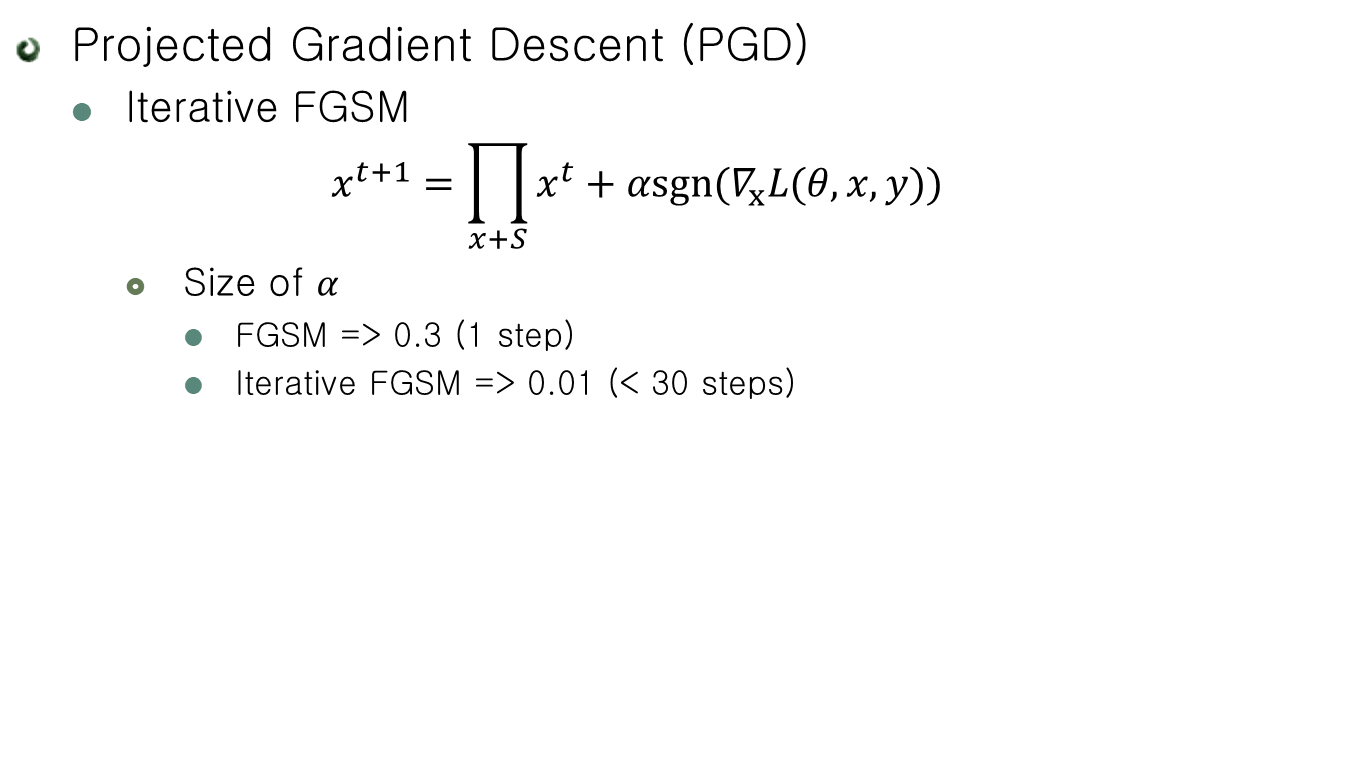 Projected Gradient Descent (PGD)
Iterative FGSM
x^{t+1} = ∏_{x+S} x^t + αsgn(∇_x L(θ, x, y))
Size of α
FGSM => 0.3 (1 step)
Iterative FGSM => 0.01 (< 30 steps)